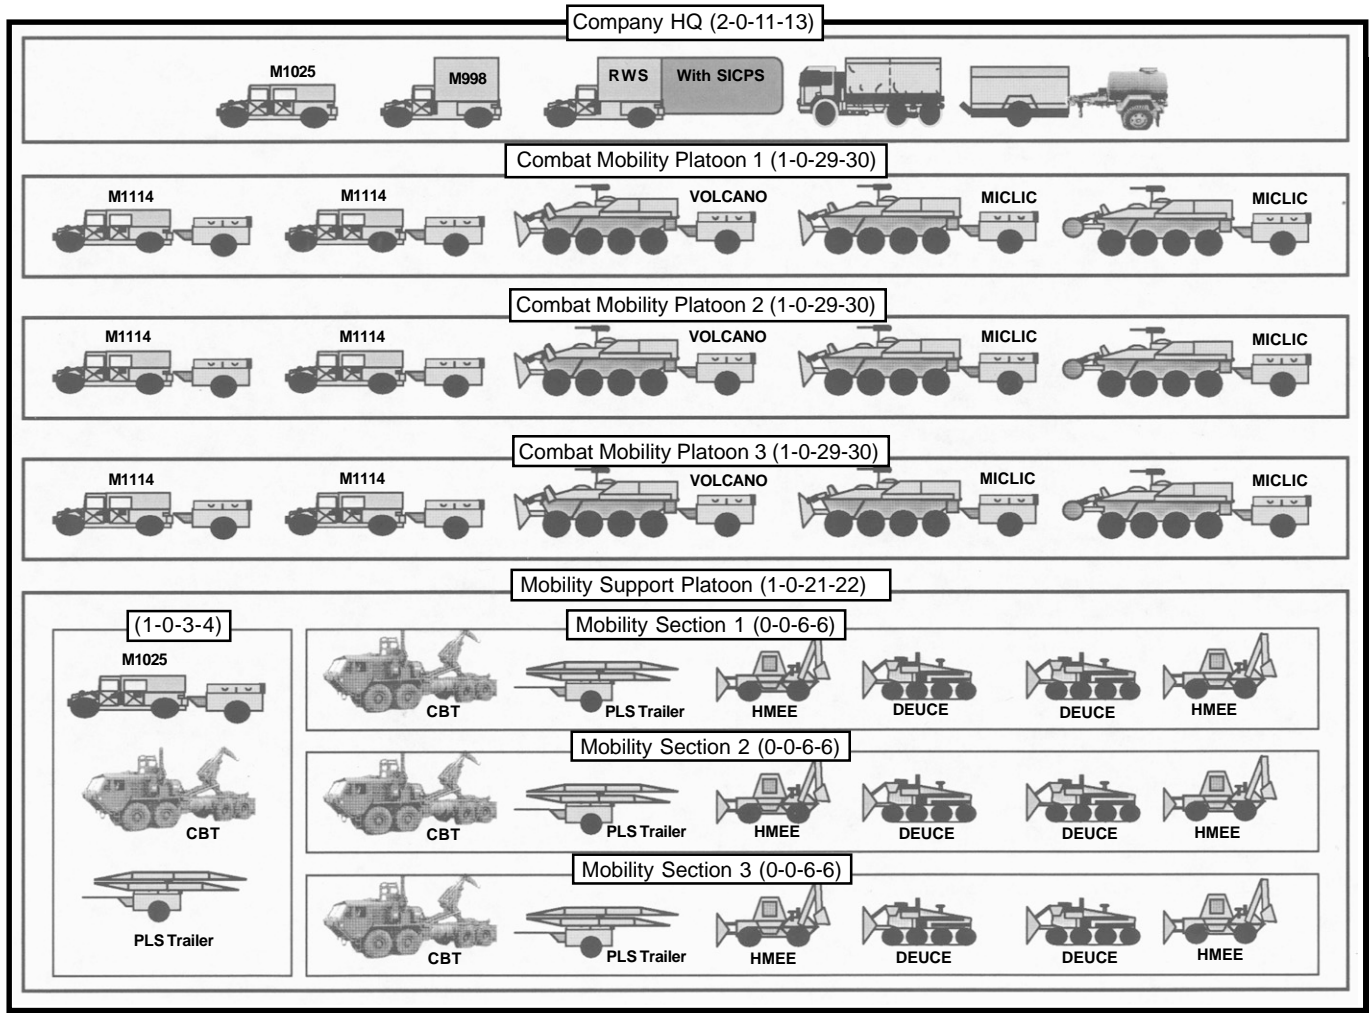 Company HQ (2-0-11-13)
M1025
M998
RWS
With SICPS
Combat Mobility Platoon 1 (1-0-29-30)
M1114
M1114
VOLCANO
MICLIC
MICLIC
Combat Mobility Platoon 2 (1-0-29-30)
M1114
M1114
VOLCANO
MICLIC
MICLIC
Combat Mobility Platoon 3 (1-0-29-30)
M1114
M1114
VOLCANO
MICLIC
MICLIC
Mobility Support Platoon (1-0-21-22)
(1-0-3-4)
M1025
CBT
PLS Trailer
Mobility Section 1 (0-0-6-6)
CBT
PLS Trailer
HMEE
DEUCE
DEUCE
HMEE
Mobility Section 2 (0-0-6-6)
CBT
PLS Trailer
HMEE
DEUCE
DEUCE
HMEE
Mobility Section 3 (0-0-6-6)
CBT
PLS Trailer
HMEE
DEUCE
DEUCE
HMEE